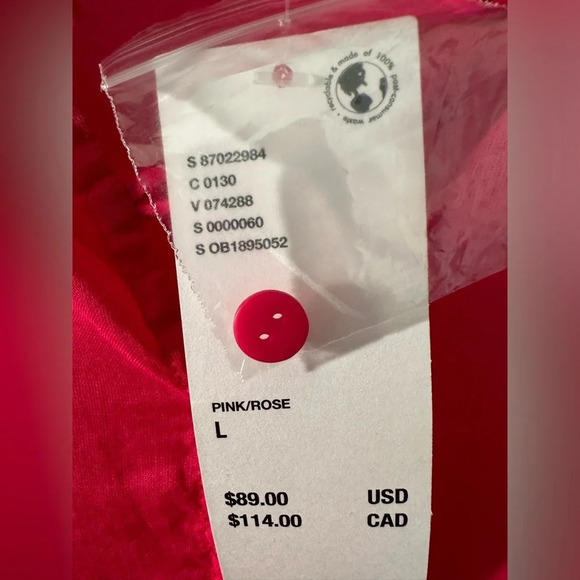 recyclable & made of 100% post-consumer waste •
S 87022984
C 0130
V 074288
S 0000060
S OB1895052
PINK/ROSE
L
$89.00 USD
$114.00 CAD